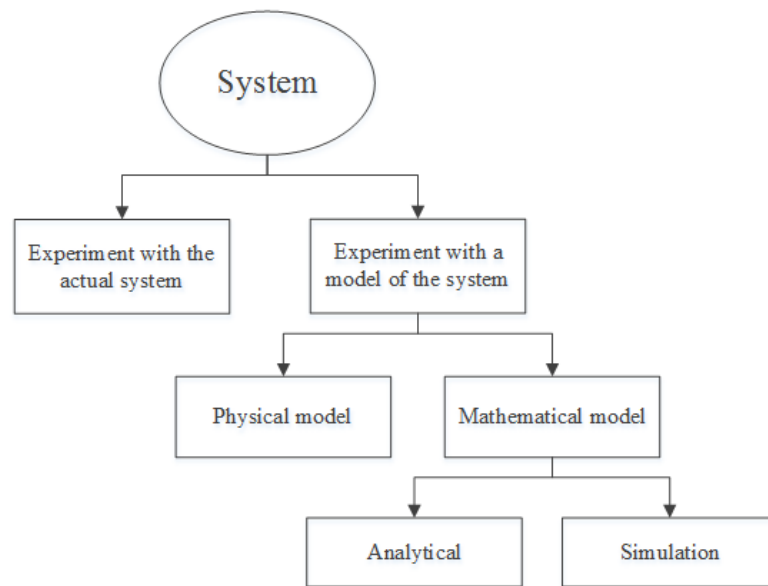 System
Experiment with the
actual system
Experiment with a
model of the system
Physical model
Mathematical model
Analytical
Simulation